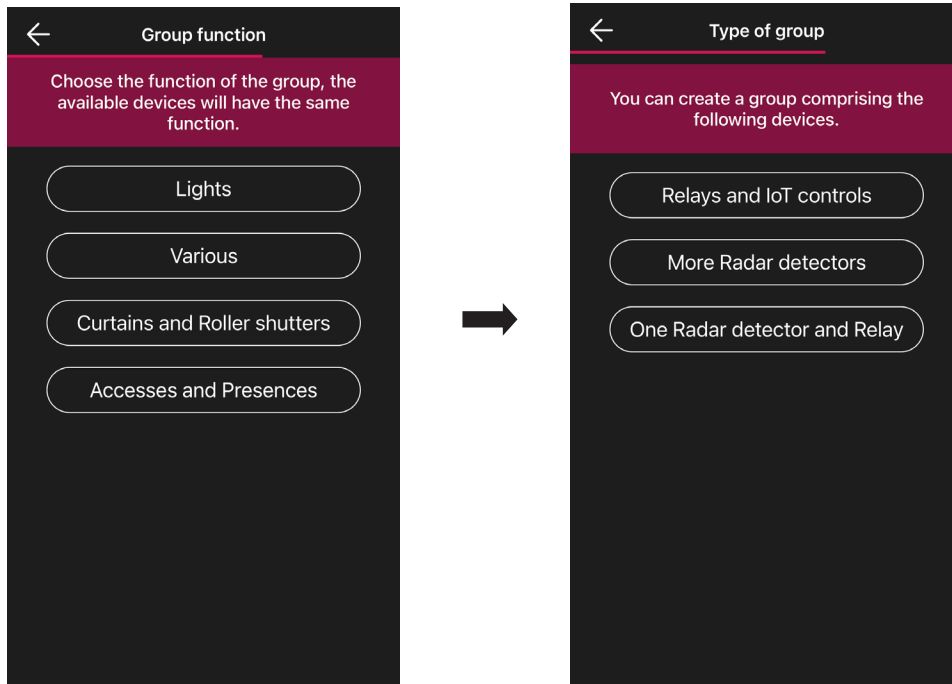 Group function
Choose the function of the group, the
available devices will have the same
function.
Lights
Various
Curtains and Roller shutters
Accesses and Presences
Type of group
You can create a group comprising the
following devices.
Relays and IoT controls
More Radar detectors
One Radar detector and Relay